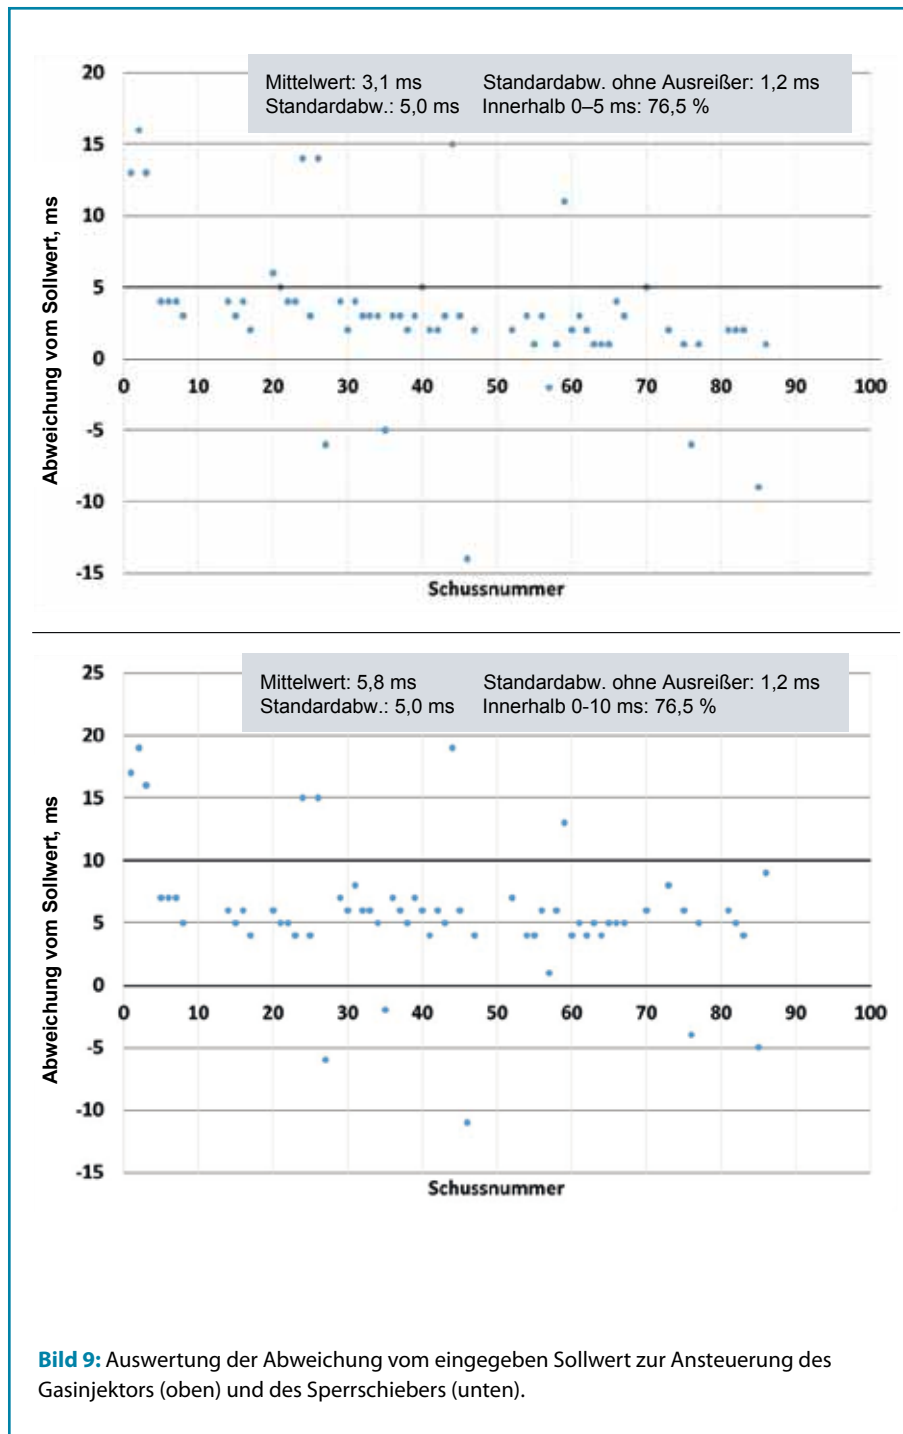 Mittelwert: 3,1 ms Standardabw. ohne Ausreißer: 1,2 ms
Standardabw.: 5,0 ms Innerhalb 0–5 ms: 76,5 %
Abweichung vom Sollwert, ms
20
15
10
5
0
-5
-10
-15
0 10 20 30 40 50 60 70 80 90 100
Schussnummer
Mittelwert: 5,8 ms Standardabw. ohne Ausreißer: 1,2 ms
Standardabw.: 5,0 ms Innerhalb 0-10 ms: 76,5 %
Abweichung vom Sollwert, ms
25
20
15
10
5
0
-5
-10
-15
0 10 20 30 40 50 60 70 80 90 100
Schussnummer
Bild 9: Auswertung der Abweichung vom eingegeben Sollwert zur Ansteuerung des
Gasinjektors (oben) und des Sperrschiebers (unten).